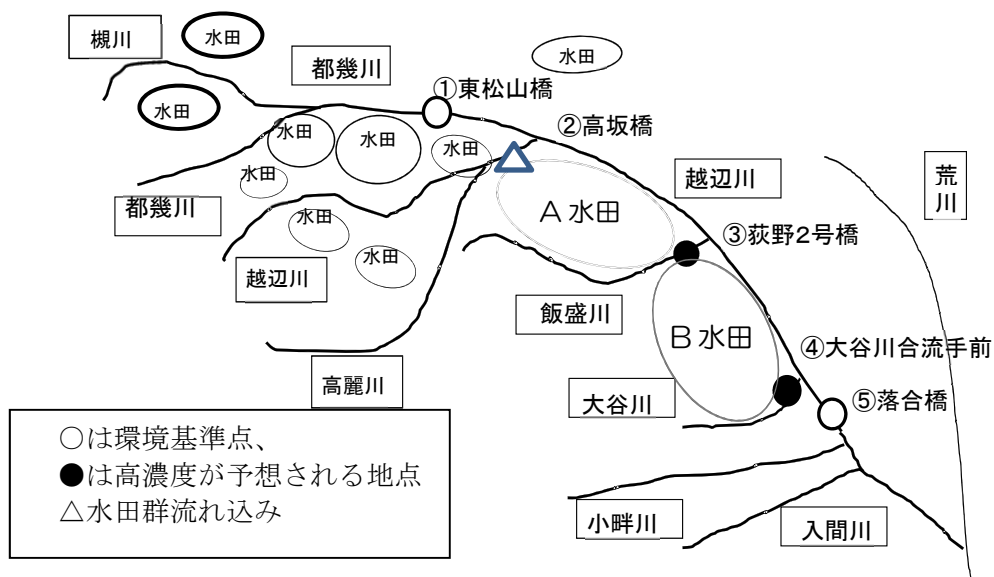 槻川
水田
水田
都幾川
水田
①東松山橋
②高坂橋
水田
水田
水田
水田
都幾川
水田
水田
越辺川
A水田
越辺川
荒川
③荻野2号橋
飯盛川
B水田
④大谷川合流手前
高麗川
大谷川
⑤落合橋
○は環境基準点、
●は高濃度が予想される地点
△水田群流れ込み
小畔川
入間川